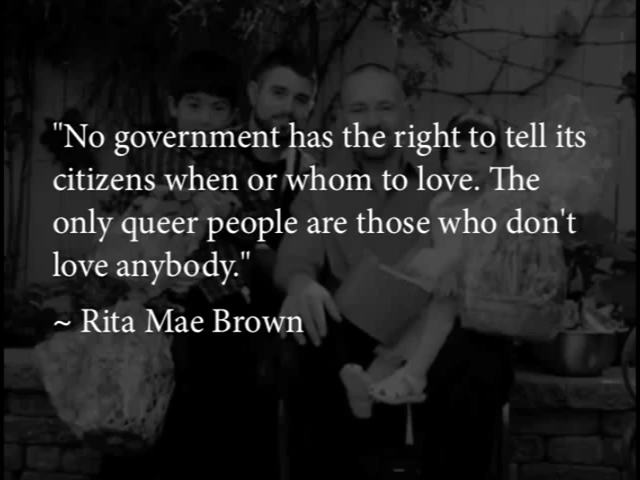 "No government has the right to tell its
citizens when or whom to love. The
only queer people are those who don't
love anybody."
~ Rita Mae Brown